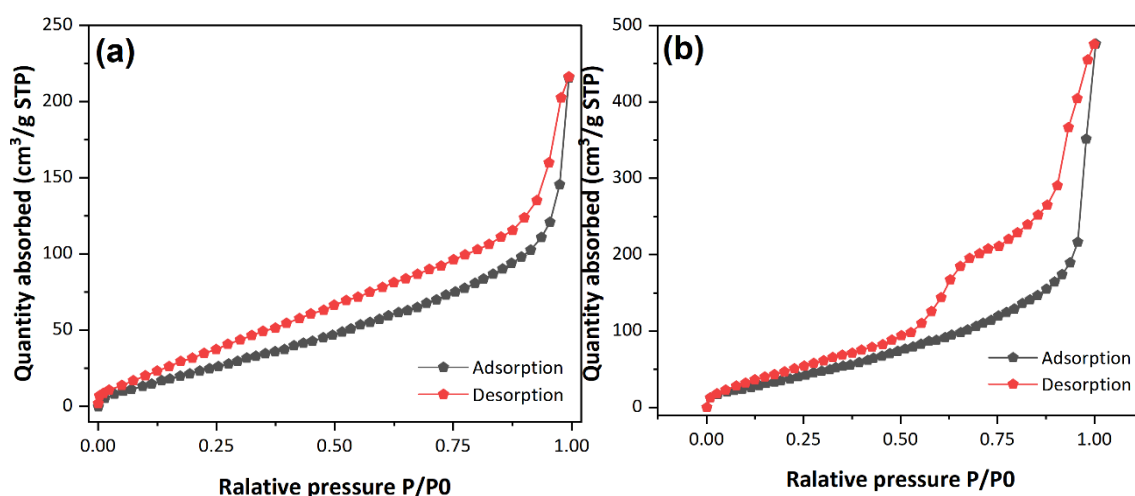 (a)
Quantity absorbed (cm³/g STP)
250
200
150
100
50
0
0.00 0.25 0.50 0.75 1.00
Ralative pressure P/P0
Adsorption
Desorption
(b)
Quantity absorbed (cm³/g STP)
500
400
300
200
100
0
0.00 0.25 0.50 0.75 1.00
Ralative pressure P/P0
Adsorption
Desorption